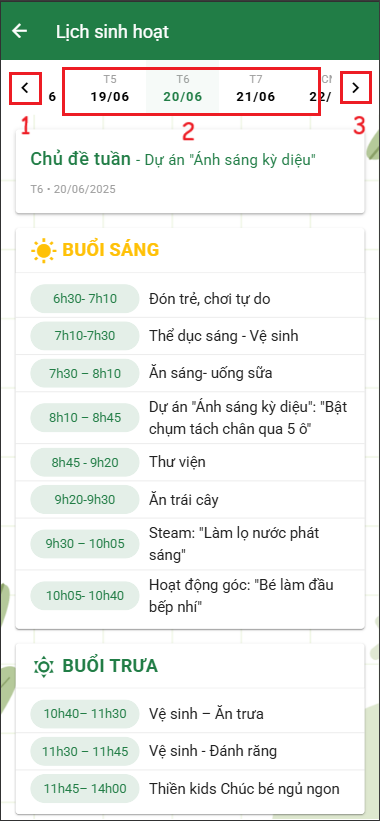 Lịch sinh hoạt
T5 T6 T7 CN
6 19/06 20/06 21/06 22/
1 2 3
Chủ đề tuần - Dự án "Ánh sáng kỳ diệu"
T6 • 20/06/2025
BUỔI SÁNG
6h30- 7h10 Đón trẻ, chơi tự do
7h10-7h30 Thể dục sáng - Vệ sinh
7h30 – 8h10 Ăn sáng- uống sữa
8h10 – 8h45 Dự án "Ánh sáng kỳ diệu": "Bật
chụm tách chân qua 5 ô"
8h45 - 9h20 Thư viện
9h20-9h30 Ăn trái cây
9h30 – 10h05 Steam: "Làm lọ nước phát
sáng"
10h05- 10h40 Hoạt động góc: "Bé làm đầu
bếp nhí"
BUỔI TRƯA
10h40– 11h30 Vệ sinh – Ăn trưa
11h30 – 11h45 Vệ sinh - Đánh răng
11h45– 14h00 Thiền kids Chúc bé ngủ ngon